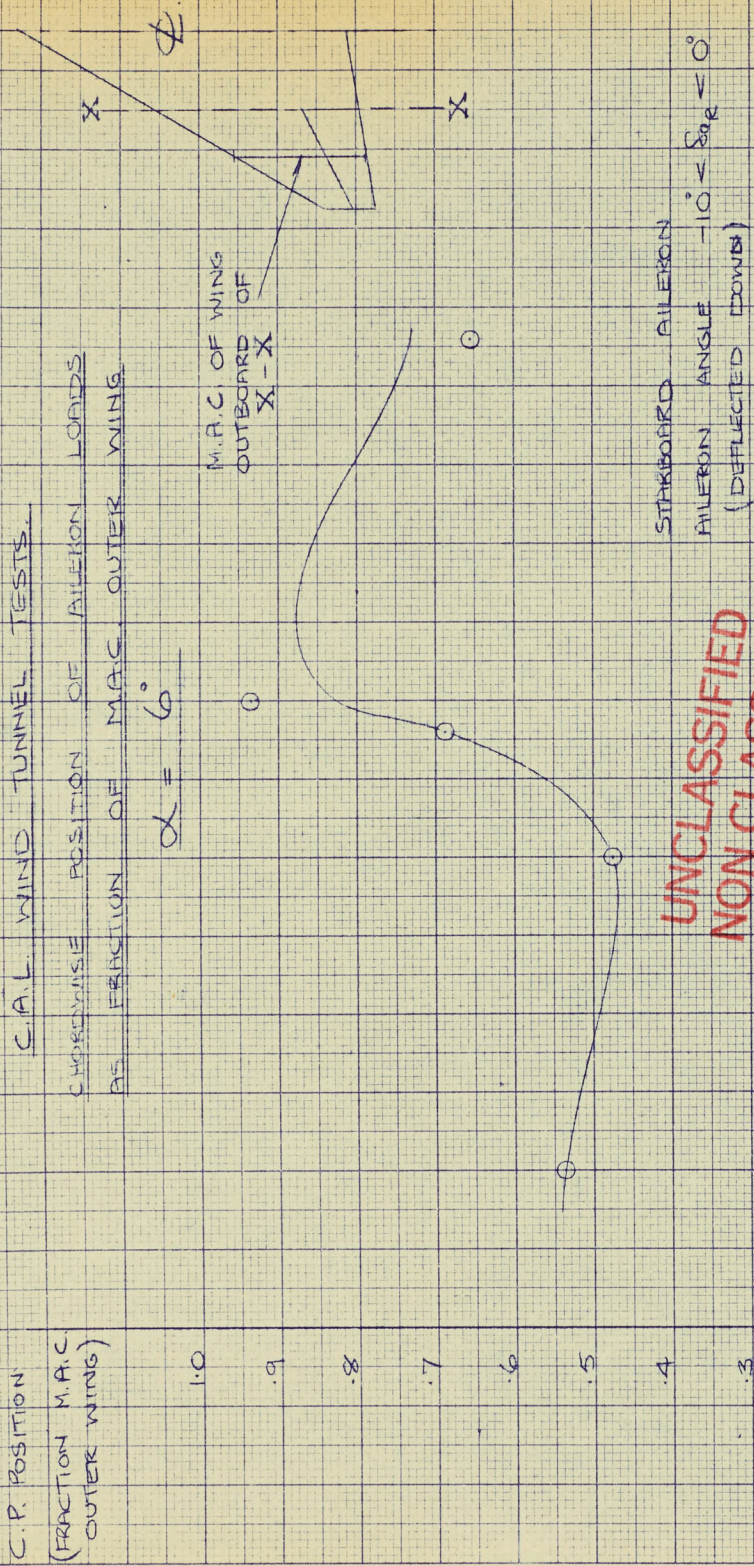 C.A.L. WIND TUNNEL TESTS.
CHORDWISE POSITION OF AILERON LOADS
AS FRACTION OF M.A.C. OUTER WING
α = 6°
C.P. POSITION
(FRACTION M.A.C.
OUTER WING)
1.0
.9
.8
.7
.6
.5
.4
.3
M.A.C. OF WING
OUTBOARD OF
X-X
X
X
℄
STARBOARD AILERON
AILERON ANGLE -10° < δaR < 0°
(DEFLECTED DOWN)
UNCLASSIFIED
NON